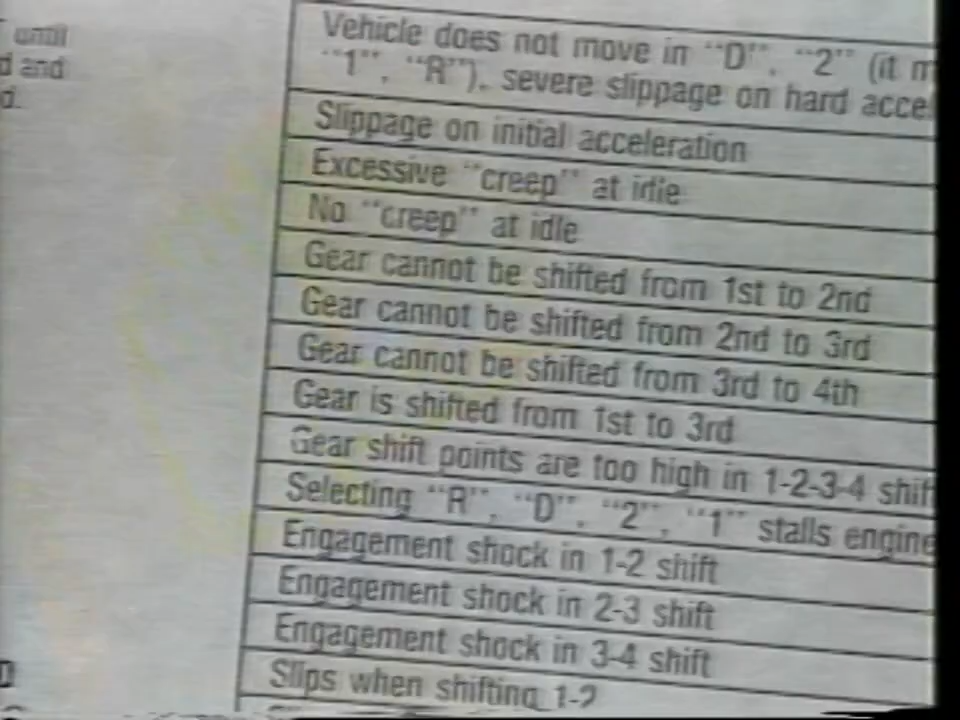 until
d and
d.
Vehicle does not move in "D", "2" (it m
"1", "R"), severe slippage on hard accel
Slippage on initial acceleration
Excessive "creep" at idle
No "creep" at idle
Gear cannot be shifted from 1st to 2nd
Gear cannot be shifted from 2nd to 3rd
Gear cannot be shifted from 3rd to 4th
Gear is shifted from 1st to 3rd
Gear shift points are too high in 1-2-3-4 shift
Selecting "R", "D", "2", "1" stalls engine
Engagement shock in 1-2 shift
Engagement shock in 2-3 shift
Engagement shock in 3-4 shift
Slips when shifting 1-2